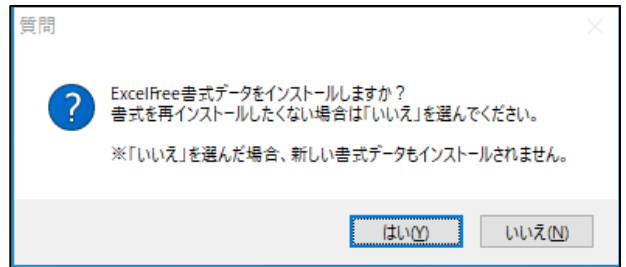 質問
ExcelFree書式データをインストールしますか？
書式を再インストールしたくない場合は「いいえ」を選んでください。
※「いいえ」を選んだ場合、新しい書式データもインストールされません。
はい(Y)
いいえ(N)